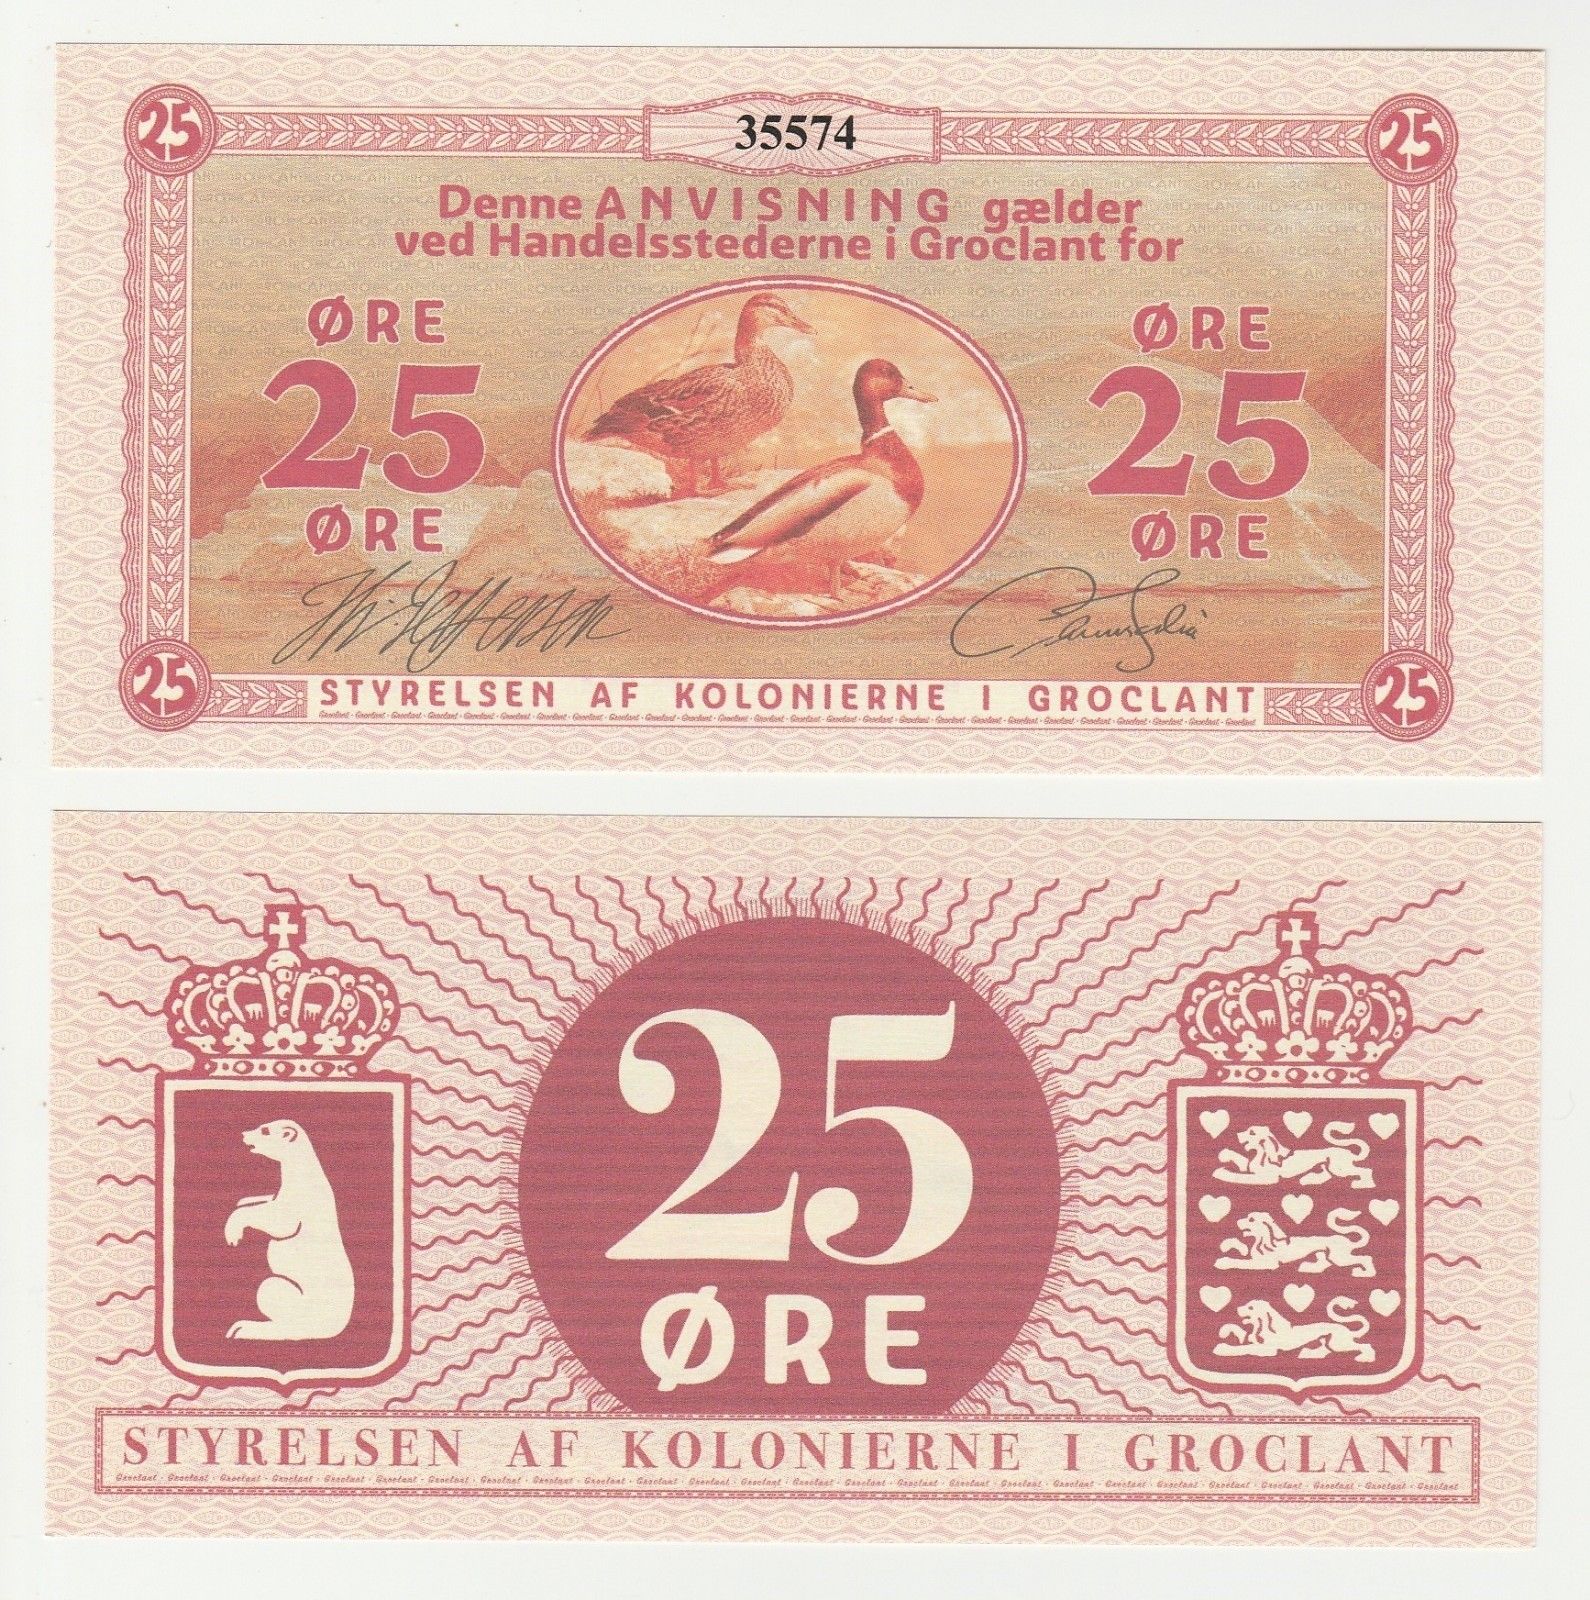 25
35574
25
Denne ANVISNING gælder
ved Handelsstederne i Groclant for
ØRE
25
ØRE
ØRE
25
ØRE
25
STYRELSEN AF KOLONIERNE I GROCLANT
25
25
ØRE
STYRELSEN AF KOLONIERNE I GROCLANT